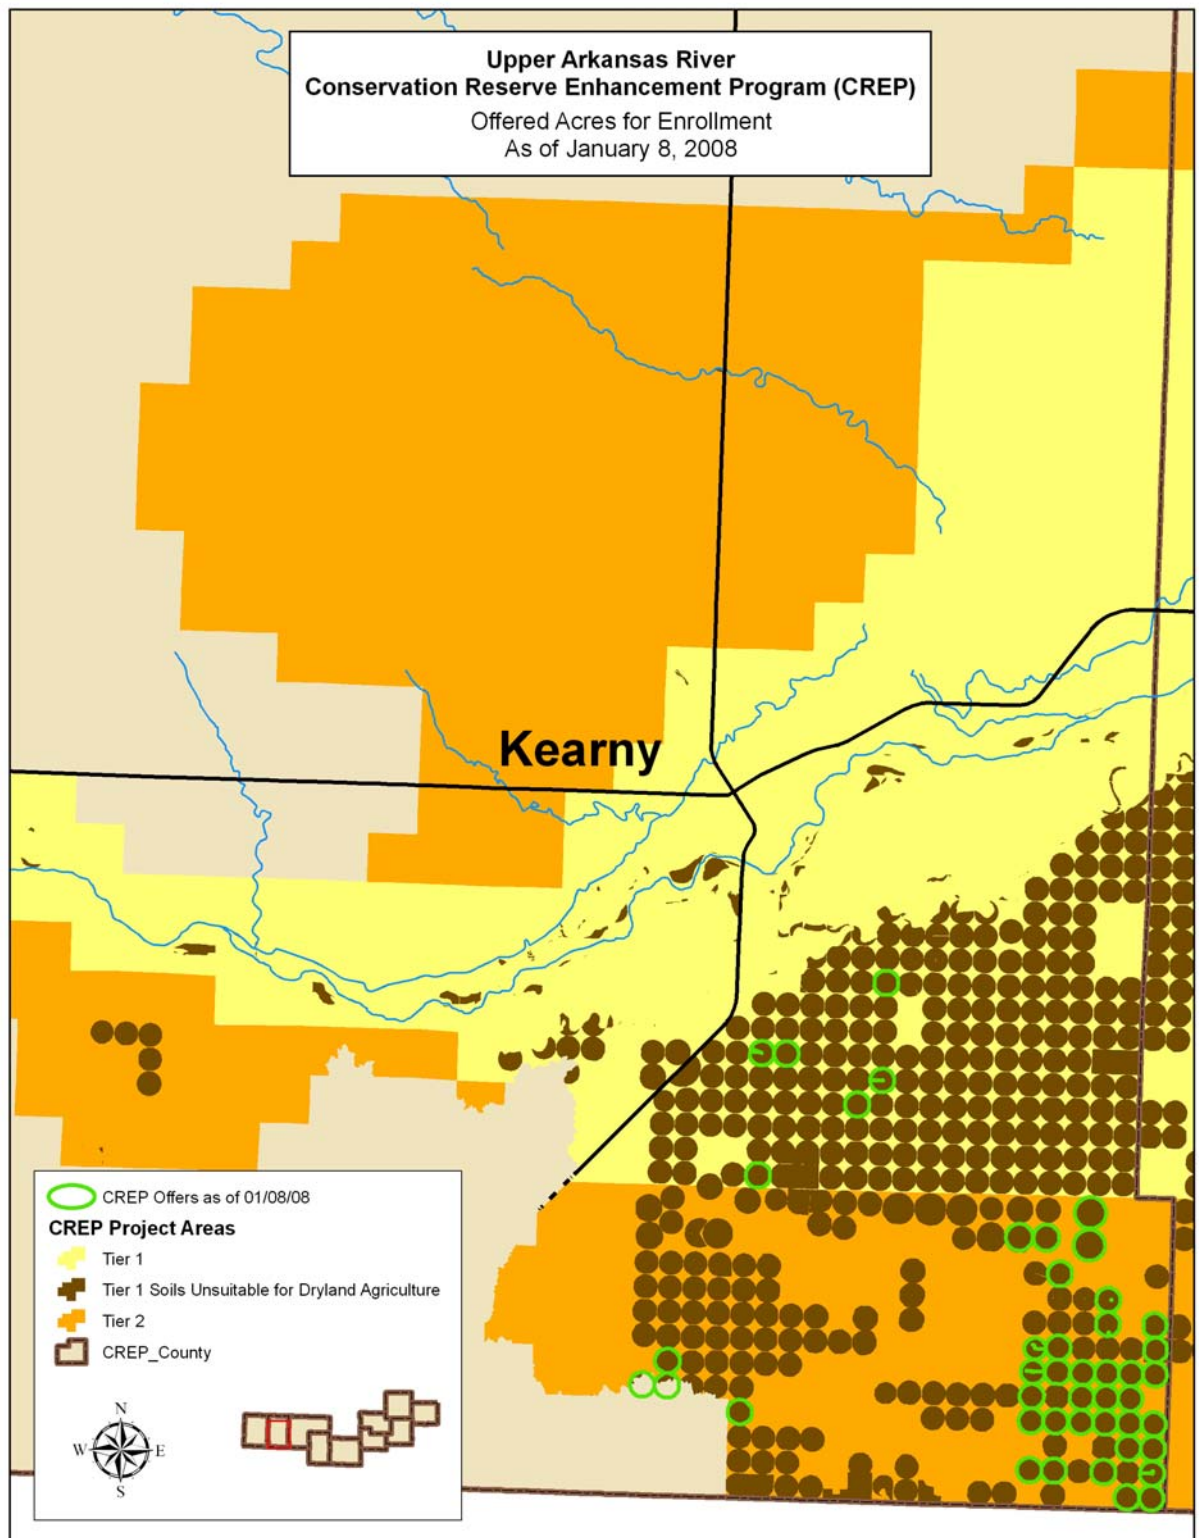 Upper Arkansas River
Conservation Reserve Enhancement Program (CREP)
Offered Acres for Enrollment
As of January 8, 2008
Kearny
CREP Offers as of 01/08/08
CREP Project Areas
Tier 1
Tier 1 Soils Unsuitable for Dryland Agriculture
Tier 2
CREP_County
N
W E
S